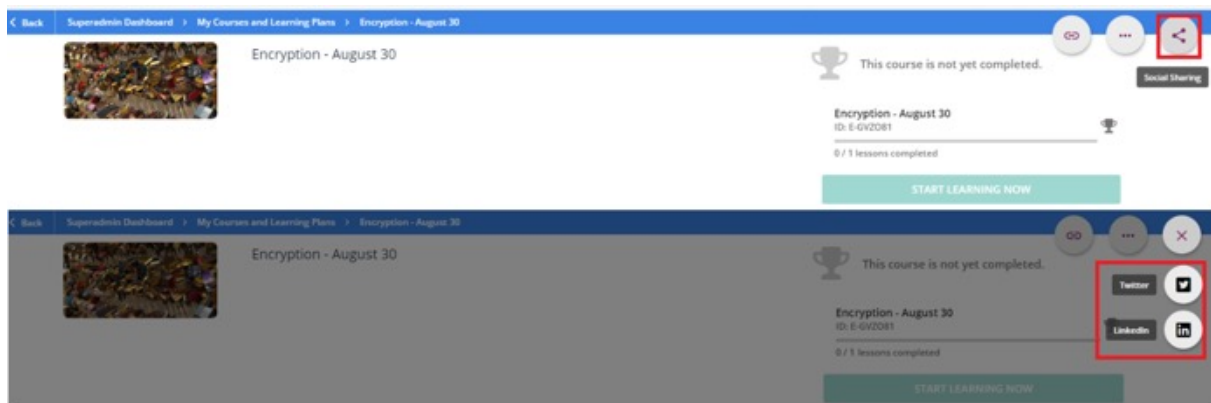 Back Superadmin Dashboard > My Courses and Learning Plans > Encryption - August 30
Encryption - August 30
This course is not yet completed.
Social Sharing
Encryption - August 30
ID: E-GVZO81
0 / 1 lessons completed
START LEARNING NOW
Back Superadmin Dashboard > My Courses and Learning Plans > Encryption - August 30
Encryption - August 30
This course is not yet completed.
Twitter
Encryption - August 30
ID: E-GVZO81
LinkedIn
0 / 1 lessons completed
START LEARNING NOW